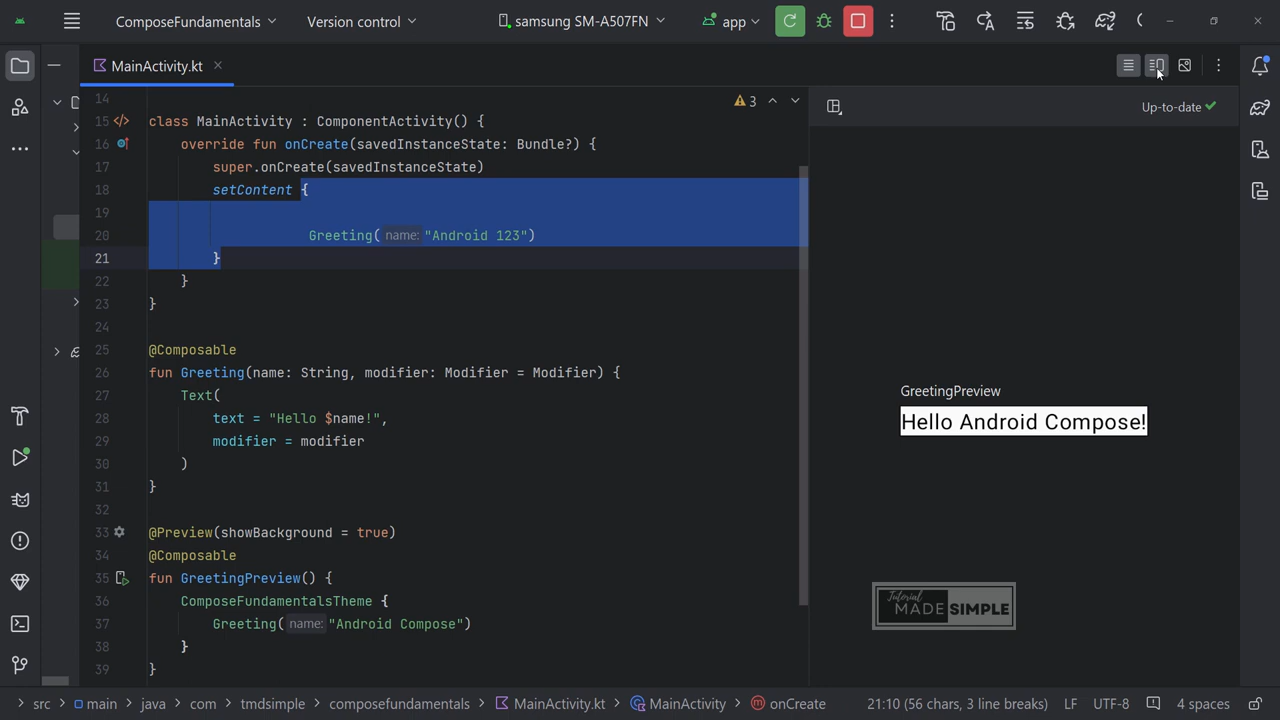 ComposeFundamentals
Version control
samsung SM-A507FN
app
MainActivity.kt
3
Up-to-date
14
15 class MainActivity : ComponentActivity() {
16 override fun onCreate(savedInstanceState: Bundle?) {
17 super.onCreate(savedInstanceState)
18 setContent {
19
20 Greeting( name: "Android 123")
21 }
22 }
23 }
24
25 @Composable
26 fun Greeting(name: String, modifier: Modifier = Modifier) {
27 Text(
28 text = "Hello $name!",
29 modifier = modifier
30 )
31 }
32
33 @Preview(showBackground = true)
34 @Composable
35 fun GreetingPreview() {
36 ComposeFundamentalsTheme {
37 Greeting( name: "Android Compose")
38 }
39 }
GreetingPreview
Hello Android Compose!
Tutorial
MADE SIMPLE
src > main > java > com > tmdsimple > composefundamentals > MainActivity.kt > MainActivity > onCreate
21:10 (56 chars, 3 line breaks) LF UTF-8 4 spaces